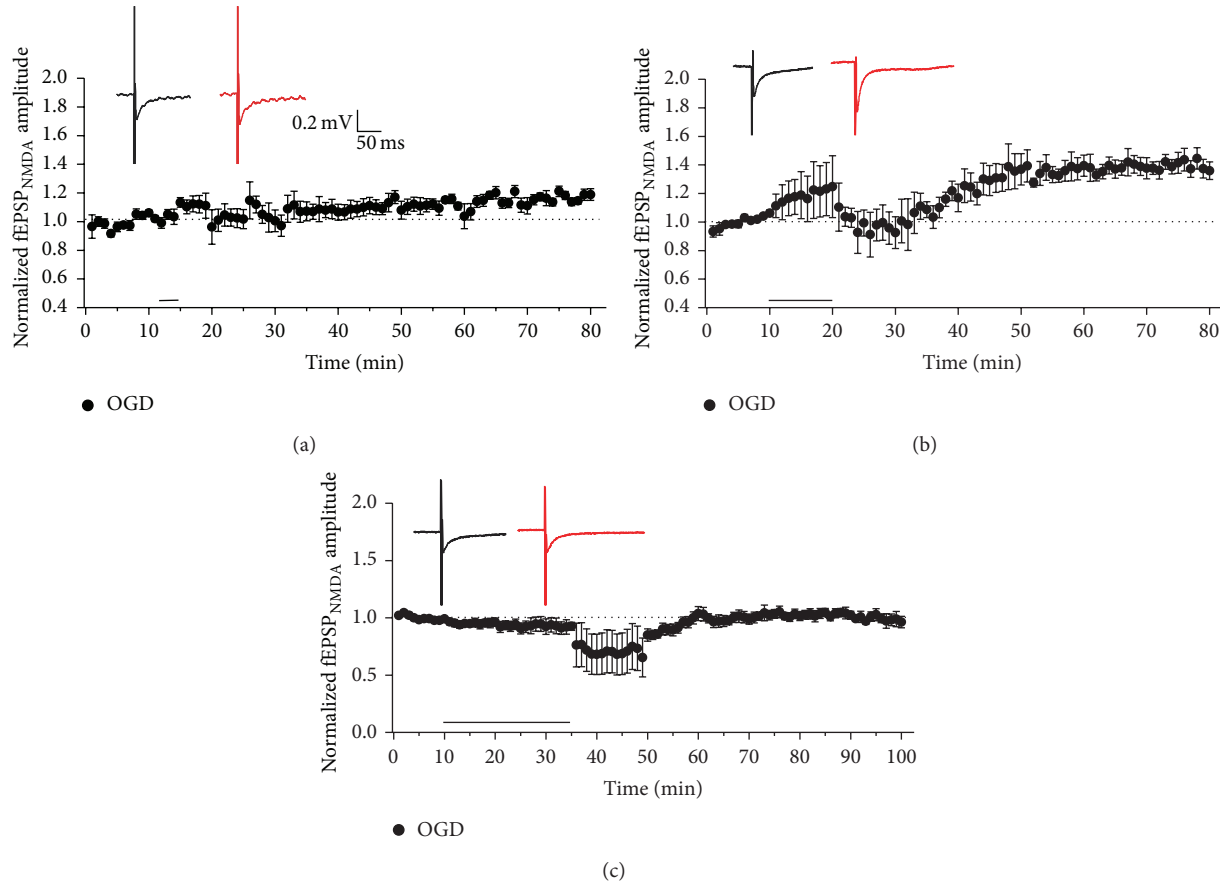 Normalized fEPSP_NMDA amplitude
2.0
1.8
1.6
1.4
1.2
1.0
0.8
0.6
0.4
0.2 mV
50 ms
0 10 20 30 40 50 60 70 80
Time (min)
OGD
(a)
Normalized fEPSP_NMDA amplitude
2.0
1.8
1.6
1.4
1.2
1.0
0.8
0.6
0.4
0 10 20 30 40 50 60 70 80
Time (min)
OGD
(b)
Normalized fEPSP_NMDA amplitude
2.0
1.5
1.0
0.5
0.0
0 10 20 30 40 50 60 70 80 90 100
Time (min)
OGD
(c)